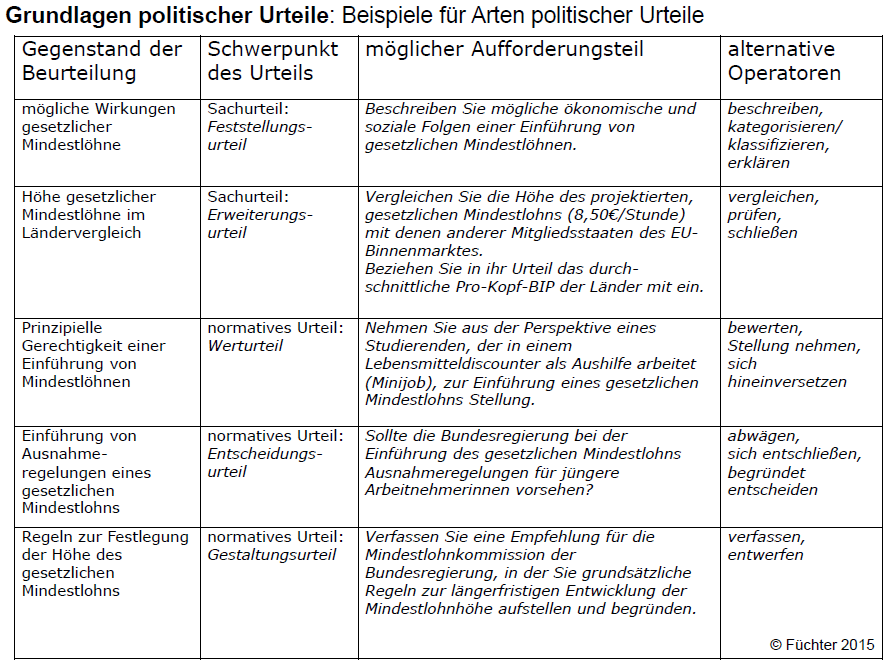 Grundlagen politischer Urteile: Beispiele für Arten politischer Urteile
Gegenstand der
Beurteilung
Schwerpunkt
des Urteils
möglicher Aufforderungsteil
alternative
Operatoren
mögliche Wirkungen
gesetzlicher
Mindestlöhne
Sachurteil:
Feststellungs-
urteil
Beschreiben Sie mögliche ökonomische und
soziale Folgen einer Einführung von
gesetzlichen Mindestlöhnen.
beschreiben,
kategorisieren/
klassifizieren,
erklären
Höhe gesetzlicher
Mindestlöhne im
Ländervergleich
Sachurteil:
Erweiterungs-
urteil
Vergleichen Sie die Höhe des projektierten,
gesetzlichen Mindestlohns (8,50€/Stunde)
mit denen anderer Mitgliedsstaaten des EU-
Binnenmarktes.
Beziehen Sie in ihr Urteil das durch-
schnittliche Pro-Kopf-BIP der Länder mit ein.
vergleichen,
prüfen,
schließen
Prinzipielle
Gerechtigkeit einer
Einführung von
Mindestlöhnen
normatives Urteil:
Werturteil
Nehmen Sie aus der Perspektive eines
Studierenden, der in einem
Lebensmitteldiscounter als Aushilfe arbeitet
(Minijob), zur Einführung eines gesetzlichen
Mindestlohns Stellung.
bewerten,
Stellung nehmen,
sich
hineinversetzen
Einführung von
Ausnahme-
regelungen eines
gesetzlichen
Mindestlohns
normatives Urteil:
Entscheidungs-
urteil
Sollte die Bundesregierung bei der
Einführung des gesetzlichen Mindestlohns
Ausnahmeregelungen für jüngere
Arbeitnehmerinnen vorsehen?
abwägen,
sich entschließen,
begründet
entscheiden
Regeln zur Festlegung
der Höhe des
gesetzlichen
Mindestlohns
normatives Urteil:
Gestaltungsurteil
Verfassen Sie eine Empfehlung für die
Mindestlohnkommission der
Bundesregierung, in der Sie grundsätzliche
Regeln zur längerfristigen Entwicklung der
Mindestlohnhöhe aufstellen und begründen.
verfassen,
entwerfen
© Füchter 2015